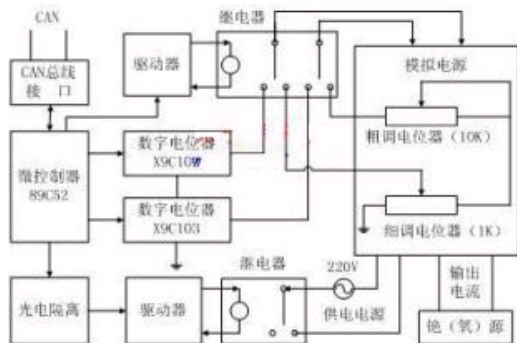 CAN
继电器
CAN总线
接 口
驱动器
模拟电源
粗调电位器（10K）
微控制器
89C52
数字电位器
数字电位器
X9C103
细调电位器（1K）
继电器
220V
光电隔离
驱动器
供电电源
输出
电流
铯（氧）源